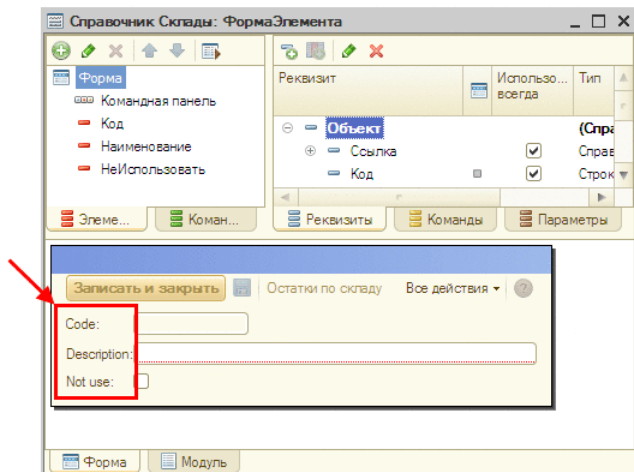 Справочник Склады: ФормаЭлемента
Форма
Командная панель
Код
Наименование
НеИспользовать
Элеме...
Коман...
Реквизит
Использо... всегда
Тип
Объект
(Спра
Ссылка
Справ
Код
Строк
Реквизиты
Команды
Параметры
Записать и закрыть
Остатки по складу
Все действия
Code:
Description:
Not use:
Форма
Модуль